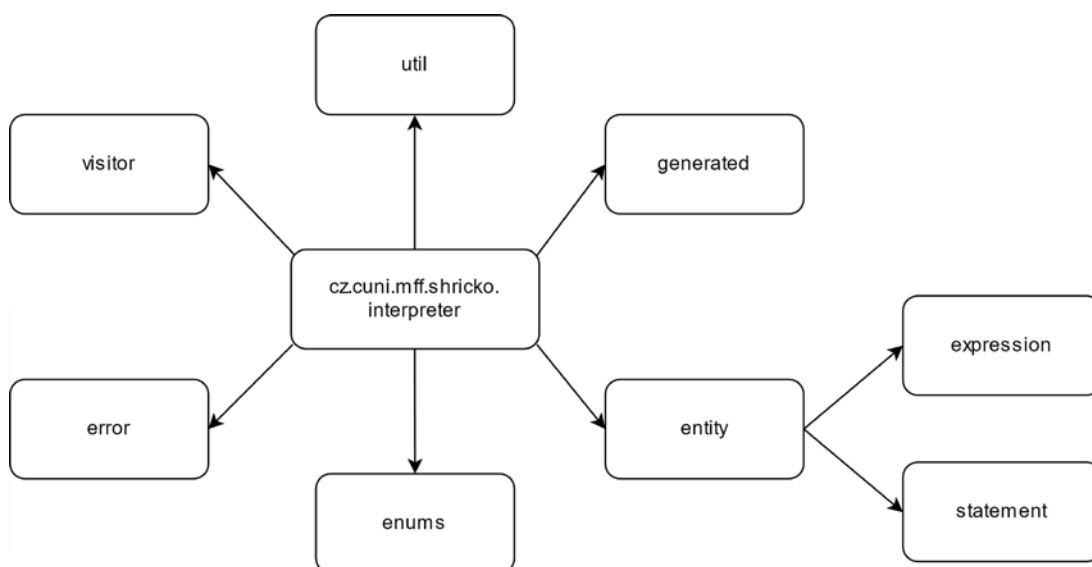 util
visitor
generated
cz.cuni.mff.shricko.
interpreter
expression
error
entity
enums
statement